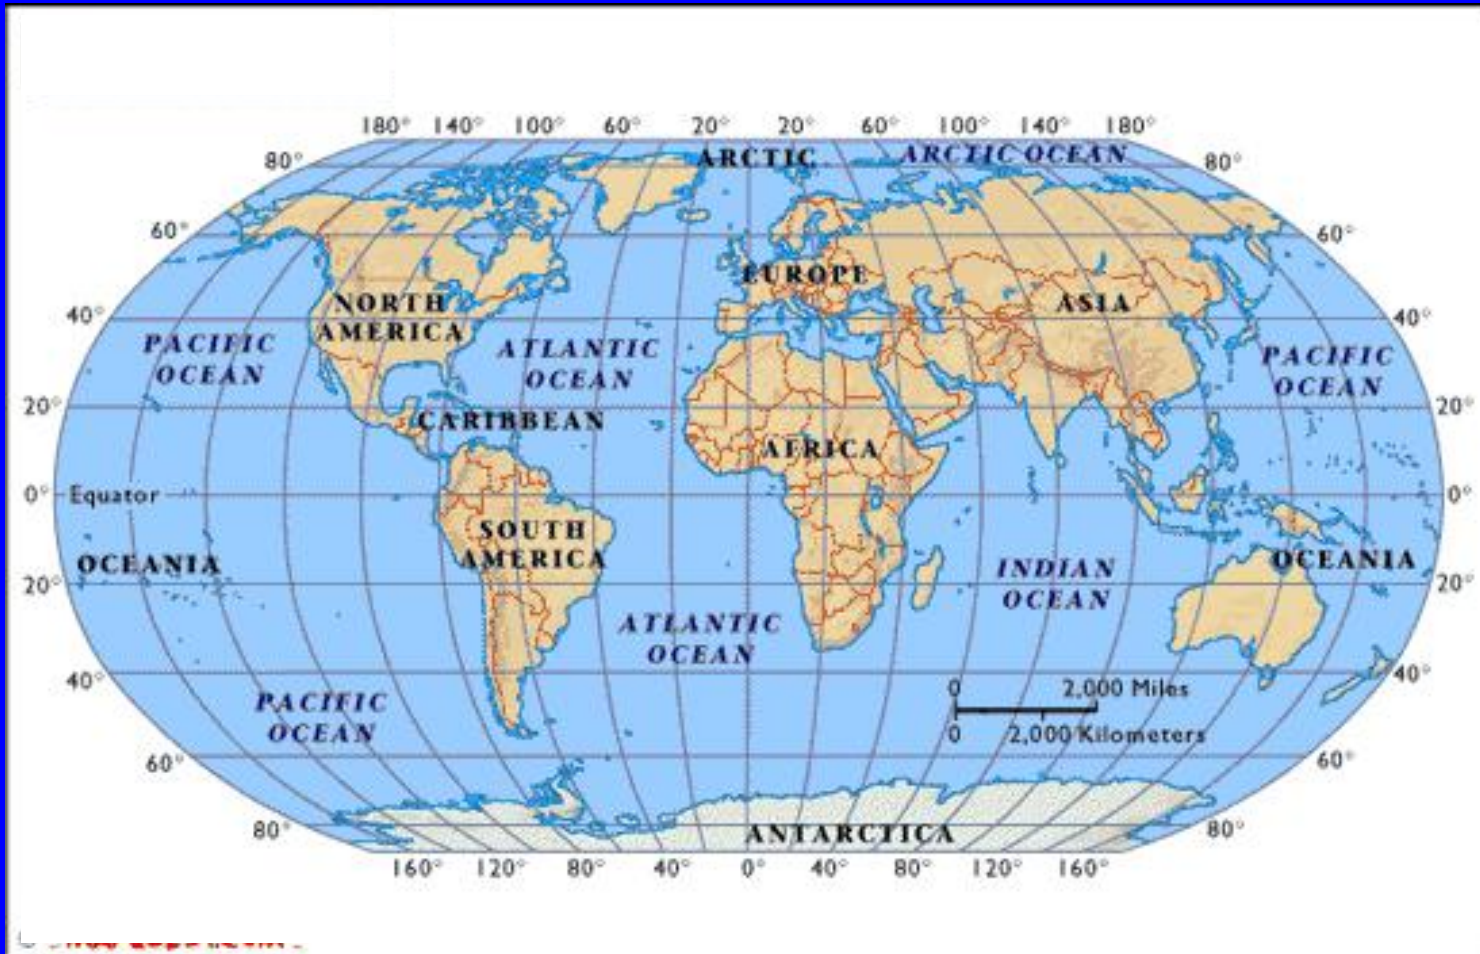 180° 140° 100° 60° 20° 20° 60° 100° 140° 180°
80° ARCTIC ARCTIC OCEAN 80°
60° 60°
EUROPE
NORTH
AMERICA
ASIA
40° 40°
PACIFIC
OCEAN
ATLANTIC
OCEAN
PACIFIC
OCEAN
20° 20°
CARIBBEAN
AFRICA
0° Equator 0°
SOUTH
AMERICA
OCEANIA
OCEANIA
INDIAN
OCEAN
20° 20°
ATLANTIC
OCEAN
40° 40°
0 2,000 Miles
0 2,000 Kilometers
PACIFIC
OCEAN
60° 60°
80° ANTARCTICA 80°
160° 120° 80° 40° 0° 40° 80° 120° 160°